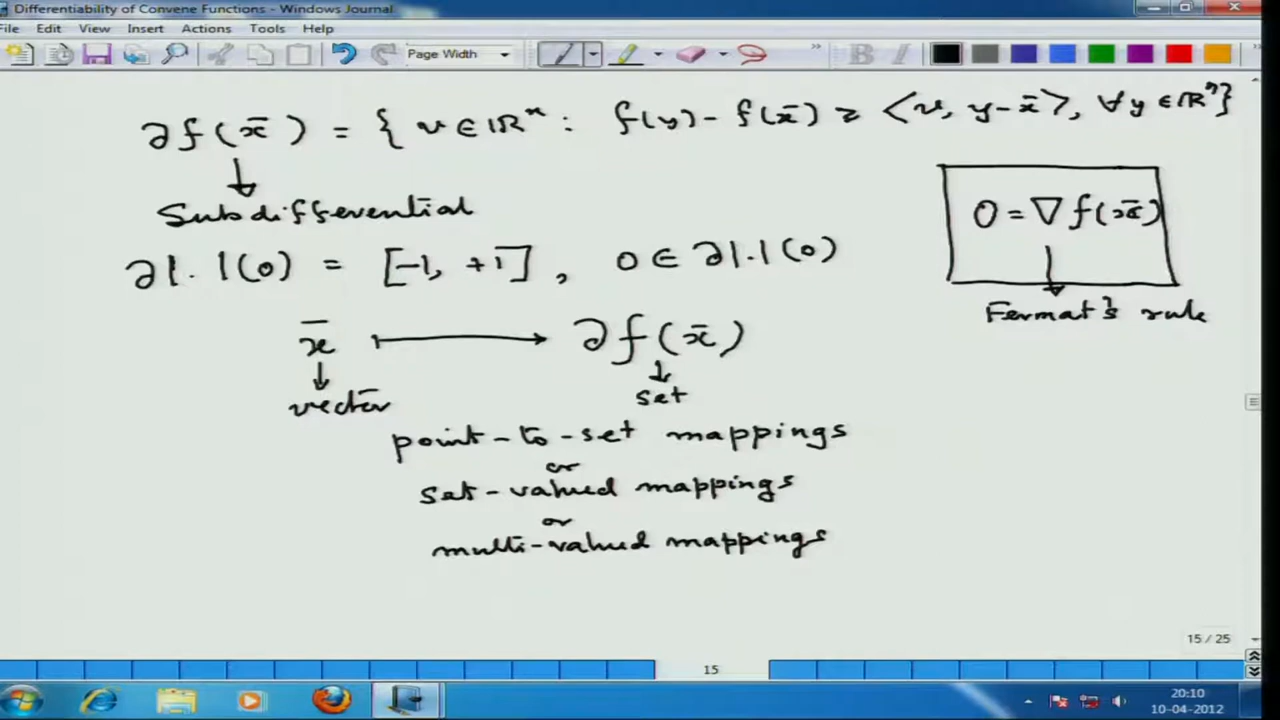 Differentiability of Convene Functions - Windows Journal
File Edit View Insert Actions Tools Help
Page Width
∂f(x̄) = { v ∈ ℝⁿ : f(y) - f(x̄) ≥ ⟨v, y-x̄⟩, ∀y ∈ ℝⁿ}
Subdifferential
0 = ∇f(x̄)
Fermat's rule
∂|.|(0) = [-1, +1], 0 ∈ ∂|.|(0)
x̄ ↦ ∂f(x̄)
vector set
point-to-set mappings
or
set-valued mappings
or
multi-valued mappings
15 / 25
15
20:10
10-04-2012